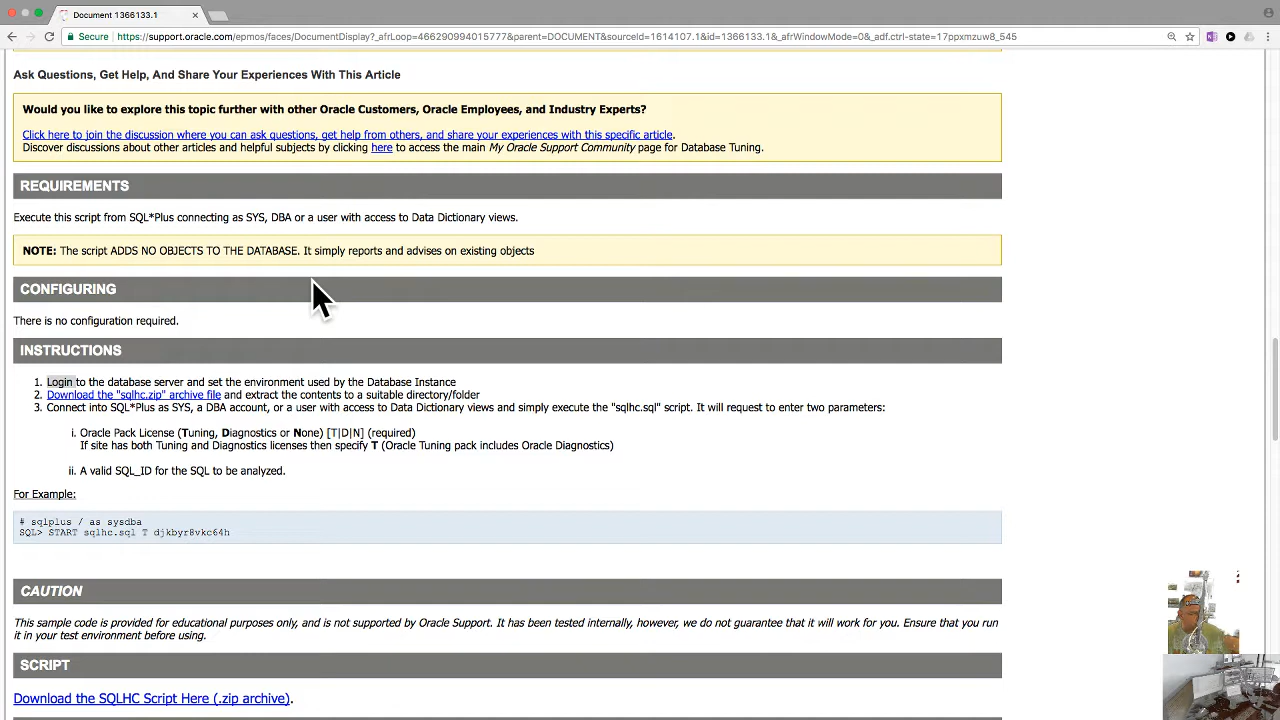 Document 1366133.1
Secure
https://support.oracle.com/epmos/faces/DocumentDisplay?_afrLoop=466290994015777&parent=DOCUMENT&sourceId=1614107.1&id=1366133.1&_afrWindowMode=0&_adf.ctrl-state=17ppxmzuw8_545
Ask Questions, Get Help, And Share Your Experiences With This Article
Would you like to explore this topic further with other Oracle Customers, Oracle Employees, and Industry Experts?
Click here to join the discussion where you can ask questions, get help from others, and share your experiences with this specific article.
Discover discussions about other articles and helpful subjects by clicking here to access the main My Oracle Support Community page for Database Tuning.
REQUIREMENTS
Execute this script from SQL*Plus connecting as SYS, DBA or a user with access to Data Dictionary views.
NOTE: The script ADDS NO OBJECTS TO THE DATABASE. It simply reports and advises on existing objects
CONFIGURING
There is no configuration required.
INSTRUCTIONS
1. Login to the database server and set the environment used by the Database Instance
2. Download the "sqlhc.zip" archive file and extract the contents to a suitable directory/folder
3. Connect into SQL*Plus as SYS, a DBA account, or a user with access to Data Dictionary views and simply execute the "sqlhc.sql" script. It will request to enter two parameters:
i. Oracle Pack License (Tuning, Diagnostics or None) [T|D|N] (required)
If site has both Tuning and Diagnostics licenses then specify T (Oracle Tuning pack includes Oracle Diagnostics)
ii. A valid SQL_ID for the SQL to be analyzed.
For Example:
# sqlplus / as sysdba
SQL> START sqlhc.sql T djkbyr8vkc64h
CAUTION
This sample code is provided for educational purposes only, and is not supported by Oracle Support. It has been tested internally, however, we do not guarantee that it will work for you. Ensure that you run
it in your test environment before using.
SCRIPT
Download the SQLHC Script Here (.zip archive).